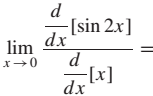 lim x→0 d/dx [sin 2x] / d/dx [x] =